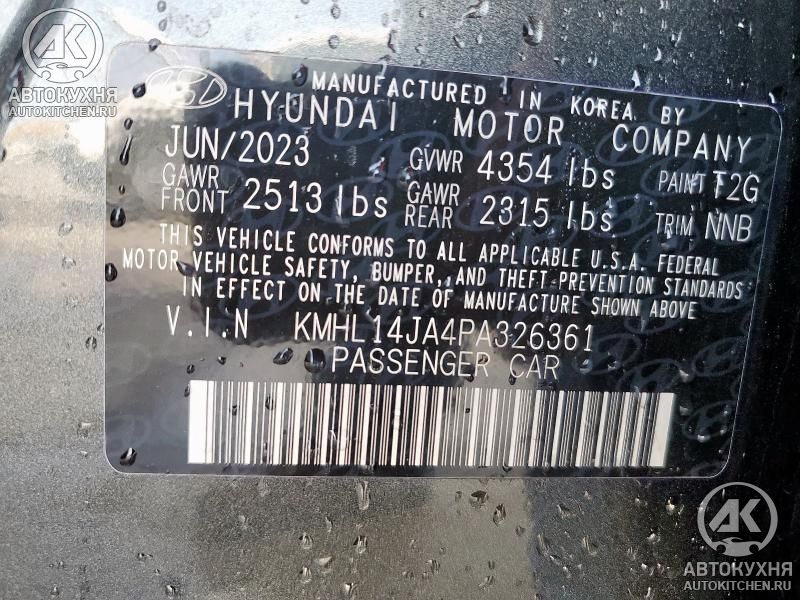 AK
АВТОКУХНЯ
AUTOKITCHEN.RU
MANUFACTURED IN KOREA BY
HYUNDAI MOTOR COMPANY
JUN/2023 GVWR 4354 lbs PAINT T2G
GAWR FRONT 2513 lbs GAWR REAR 2315 lbs TRIM NNB
THIS VEHICLE CONFORMS TO ALL APPLICABLE U.S.A. FEDERAL
MOTOR VEHICLE SAFETY, BUMPER, AND THEFT-PREVENTION STANDARDS
IN EFFECT ON THE DATE OF MANUFACTURE SHOWN ABOVE
V.I.N KMHL14JA4PA326361
PASSENGER CAR
AK
АВТОКУХНЯ
AUTOKITCHEN.RU